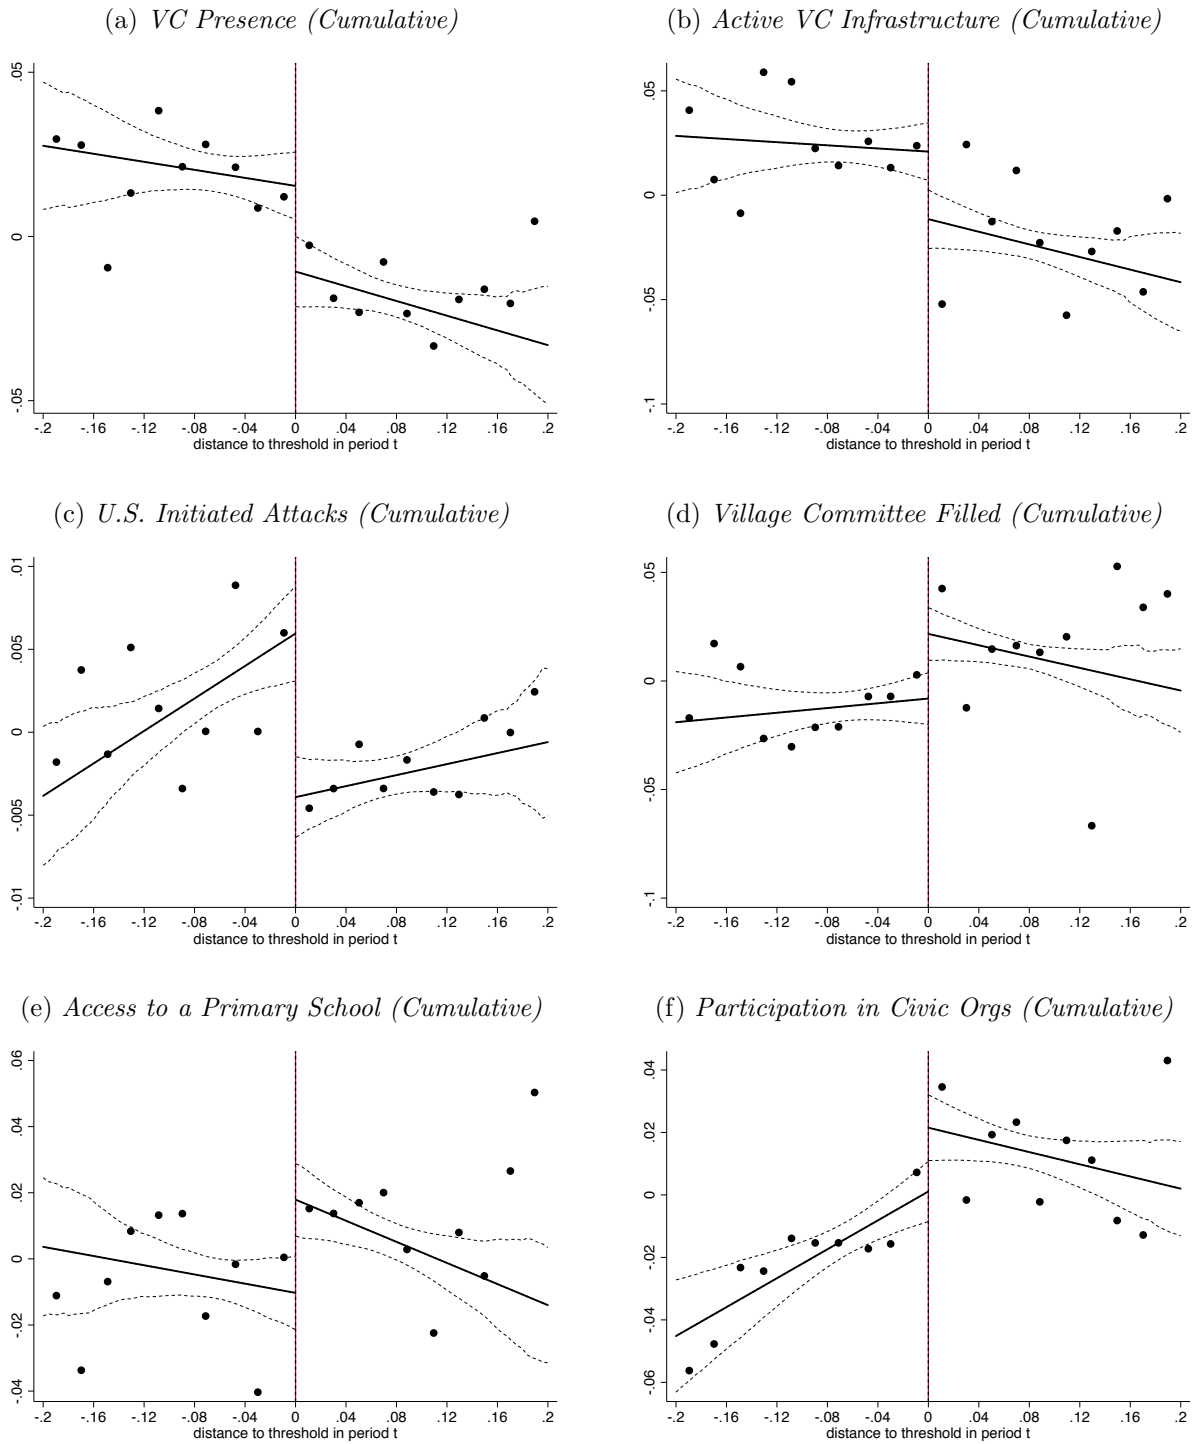 (a) VC Presence (Cumulative)
.05
0
-.05
-.2 -.16 -.12 -.08 -.04 0 .04 .08 .12 .16 .2
distance to threshold in period t
(b) Active VC Infrastructure (Cumulative)
.05
0
-.05
-.1
-.2 -.16 -.12 -.08 -.04 0 .04 .08 .12 .16 .2
distance to threshold in period t
(c) U.S. Initiated Attacks (Cumulative)
.01
.005
0
-.005
-.01
-.2 -.16 -.12 -.08 -.04 0 .04 .08 .12 .16 .2
distance to threshold in period t
(d) Village Committee Filled (Cumulative)
.05
0
-.05
-.1
-.2 -.16 -.12 -.08 -.04 0 .04 .08 .12 .16 .2
distance to threshold in period t
(e) Access to a Primary School (Cumulative)
.06
.04
.02
0
-.02
-.04
-.2 -.16 -.12 -.08 -.04 0 .04 .08 .12 .16 .2
distance to threshold in period t
(f) Participation in Civic Orgs (Cumulative)
.04
.02
0
-.02
-.04
-.06
-.2 -.16 -.12 -.08 -.04 0 .04 .08 .12 .16 .2
distance to threshold in period t